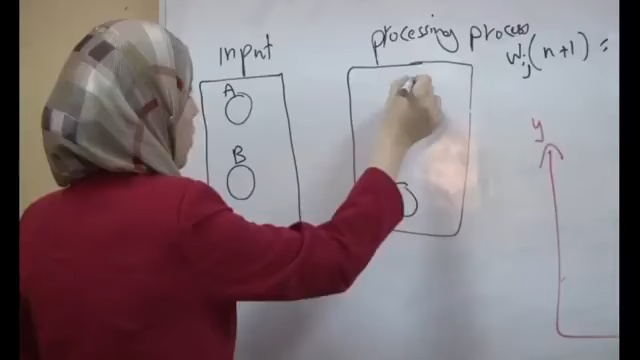 input
processing process
wij(n+1) =
A
B
y